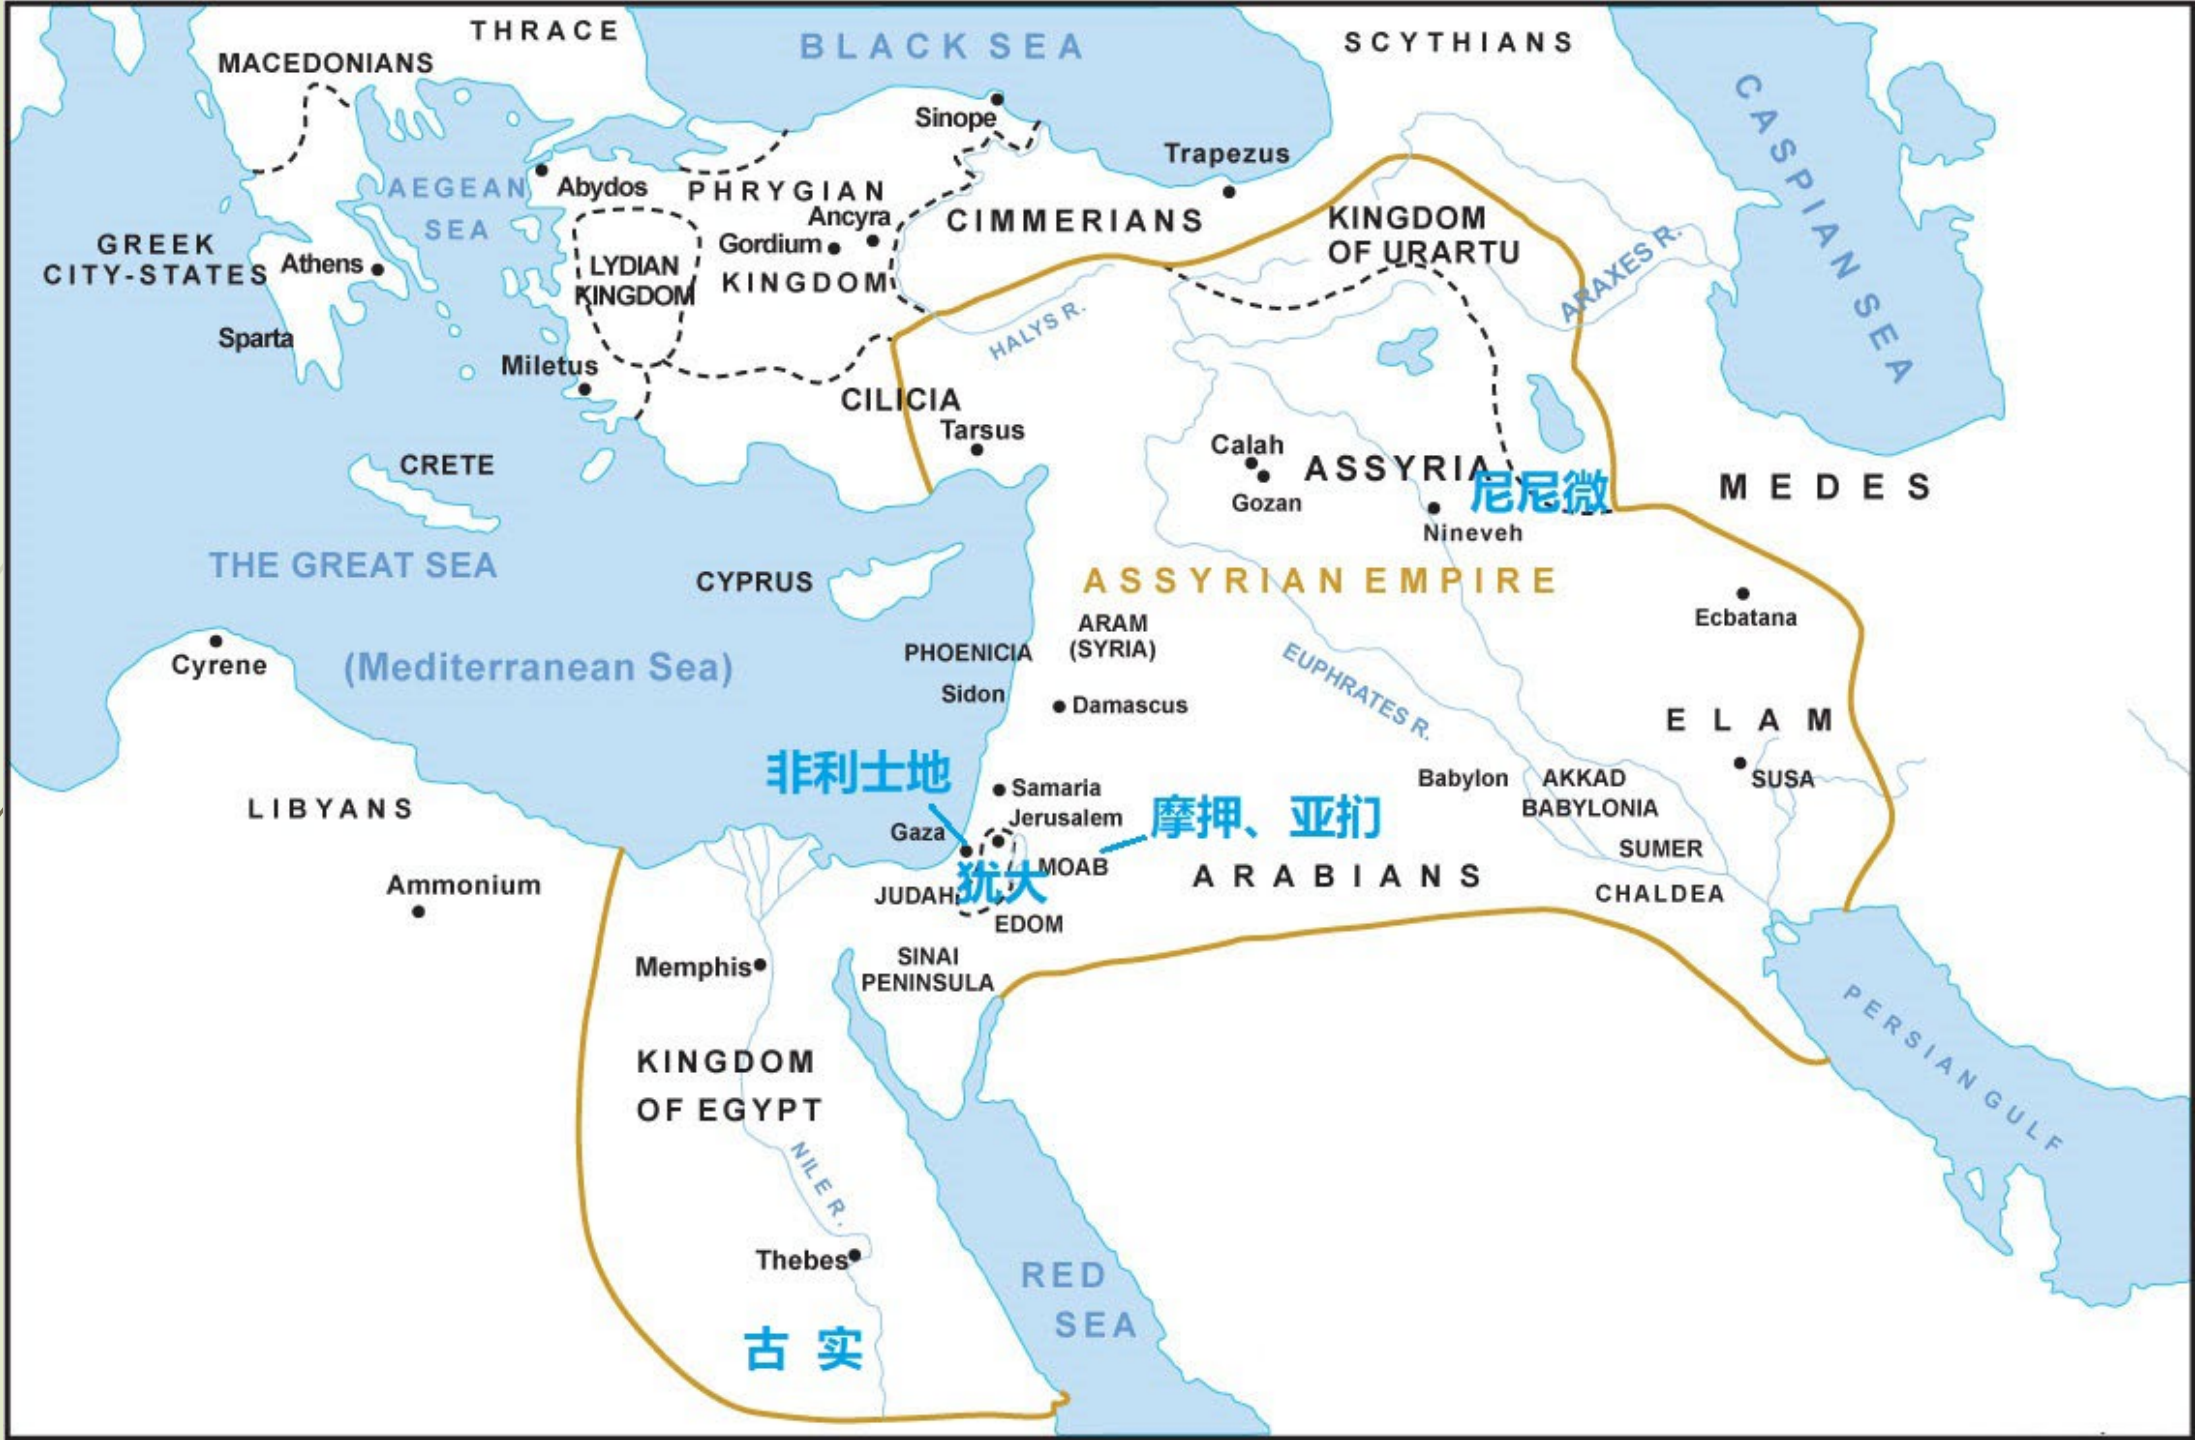 THRACE
BLACK SEA
SCYTHIANS
MACEDONIANS
CASPIAN SEA
Sinope
Trapezus
AEGEAN
SEA
Abydos
PHRYGIAN
KINGDOM
Ancyra
Gordium
CIMMERIANS
KINGDOM
OF URARTU
ARAXES R.
GREEK
CITY-STATES
Athens
LYDIAN
KINGDOM
Sparta
HALYS R.
Miletus
CILICIA
Tarsus
CRETE
Calah
Gozan
ASSYRIA
尼尼微
Nineveh
MEDES
THE GREAT SEA
(Mediterranean Sea)
CYPRUS
ASSYRIAN EMPIRE
Ecbatana
ARAM
(SYRIA)
PHOENICIA
Sidon
Cyrene
EUPHRATES R.
Damascus
ELAM
非利士地
Samaria
Jerusalem
摩押、亚扪
Babylon
AKKAD
BABYLONIA
SUSA
LIBYANS
Gaza
MOAB
犹大
JUDAH
ARABIANS
SUMER
CHALDEA
Ammonium
EDOM
SINAI
PENINSULA
Memphis
PERSIAN GULF
KINGDOM
OF EGYPT
NILE R.
Thebes
RED
SEA
古 实